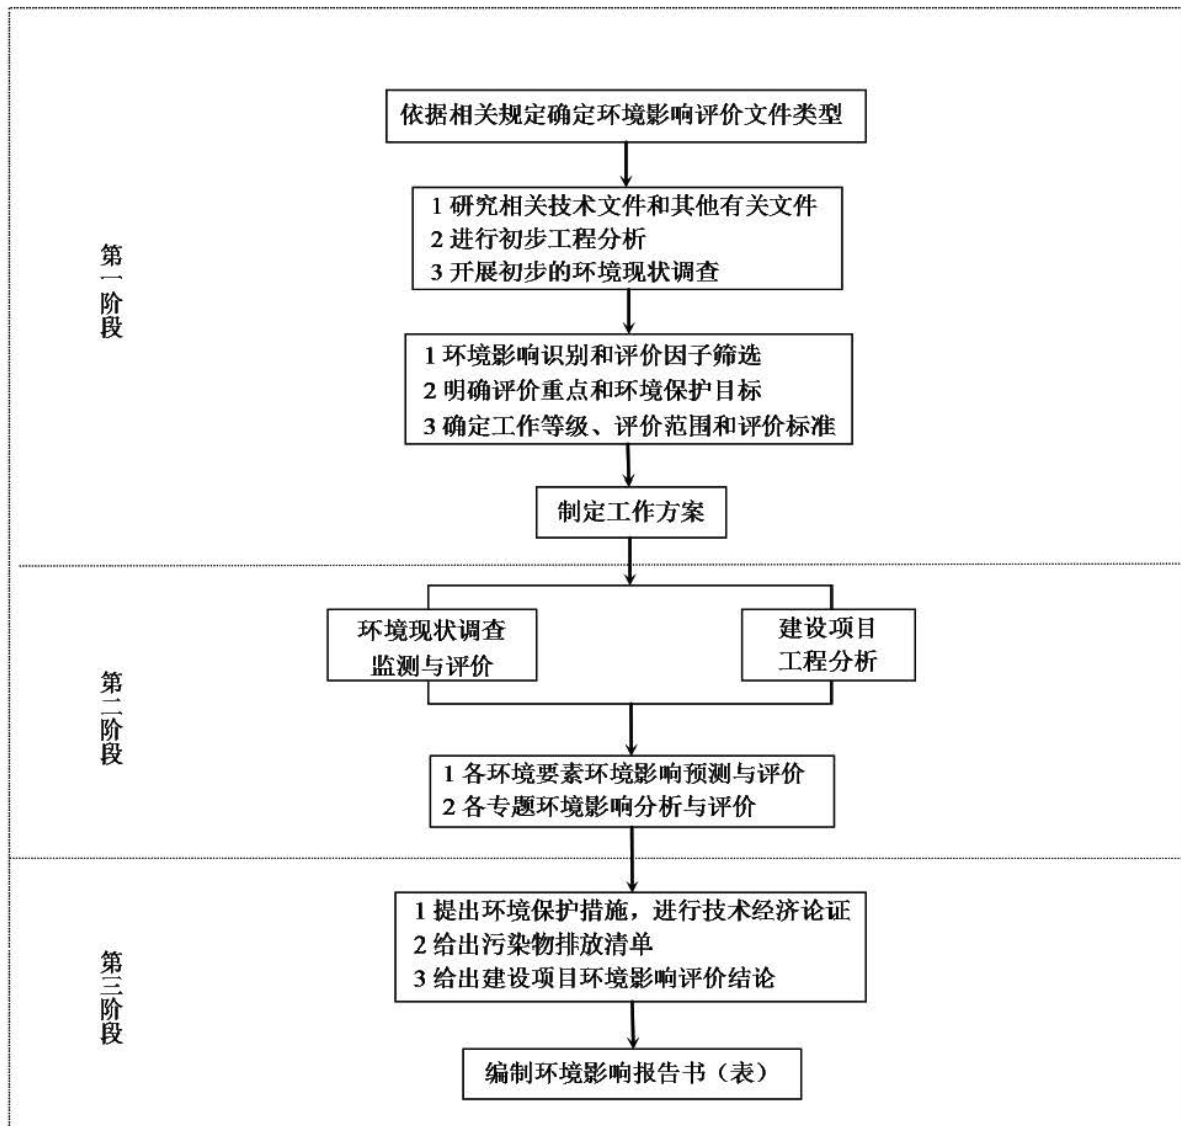 依据相关规定确定环境影响评价文件类型
第一阶段
1 研究相关技术文件和其他有关文件
2 进行初步工程分析
3 开展初步的环境现状调查
1 环境影响识别和评价因子筛选
2 明确评价重点和环境保护目标
3 确定工作等级、评价范围和评价标准
制定工作方案
第二阶段
环境现状调查
监测与评价
建设项目
工程分析
1 各环境要素环境影响预测与评价
2 各专题环境影响分析与评价
第三阶段
1 提出环境保护措施，进行技术经济论证
2 给出污染物排放清单
3 给出建设项目环境影响评价结论
编制环境影响报告书（表）